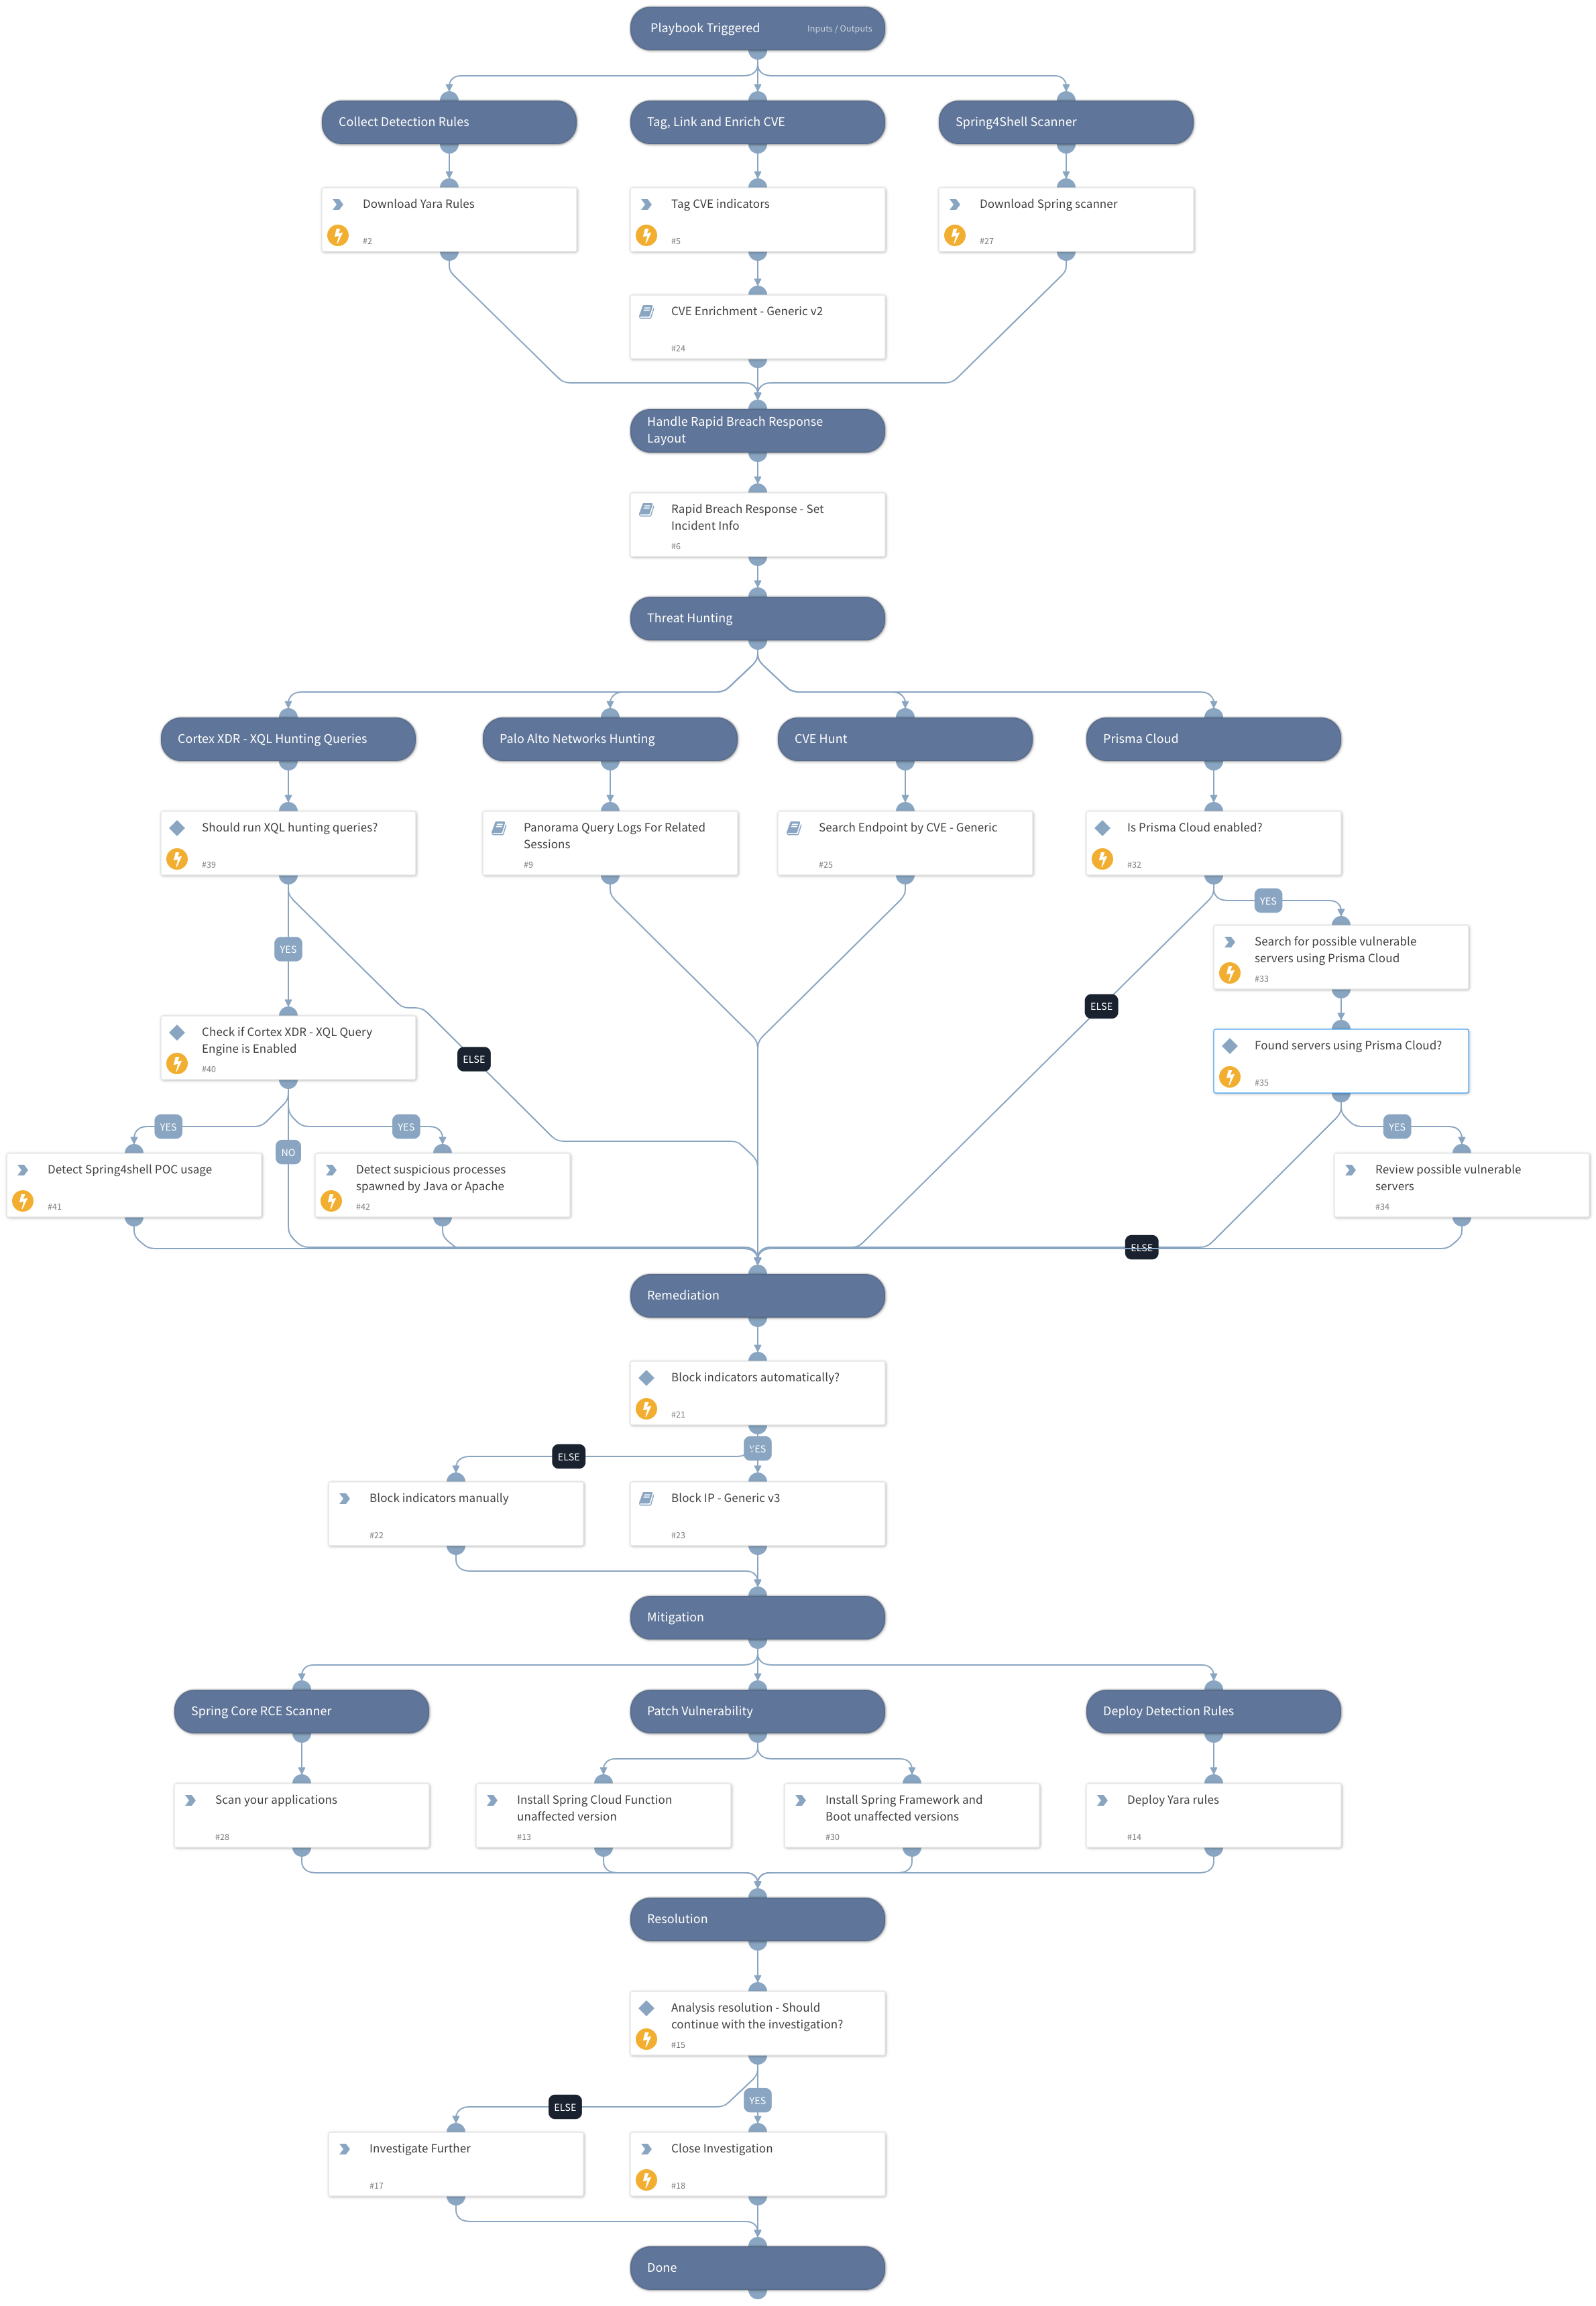 Playbook Triggered
Inputs / Outputs
Collect Detection Rules
Tag, Link and Enrich CVE
Spring4Shell Scanner
Download Yara Rules
#2
Tag CVE indicators
#5
Download Spring scanner
#27
CVE Enrichment - Generic v2
#24
Handle Rapid Breach Response
Layout
Rapid Breach Response - Set
Incident Info
#6
Threat Hunting
Cortex XDR - XQL Hunting Queries
Palo Alto Networks Hunting
CVE Hunt
Prisma Cloud
Should run XQL hunting queries?
#39
Panorama Query Logs For Related
Sessions
#9
Search Endpoint by CVE - Generic
#25
Is Prisma Cloud enabled?
#32
YES
Search for possible vulnerable
servers using Prisma Cloud
#33
YES
ELSE
Check if Cortex XDR - XQL Query
Engine is Enabled
#40
ELSE
Found servers using Prisma Cloud?
#35
YES
NO
YES
YES
Detect Spring4shell POC usage
#41
Detect suspicious processes
spawned by Java or Apache
#42
Review possible vulnerable
servers
#34
ELSE
Remediation
Block indicators automatically?
#21
ELSE
YES
Block indicators manually
#22
Block IP - Generic v3
#23
Mitigation
Spring Core RCE Scanner
Patch Vulnerability
Deploy Detection Rules
Scan your applications
#28
Install Spring Cloud Function
unaffected version
#13
Install Spring Framework and
Boot unaffected versions
#30
Deploy Yara rules
#14
Resolution
Analysis resolution - Should
continue with the investigation?
#15
ELSE
YES
Investigate Further
#17
Close Investigation
#18
Done